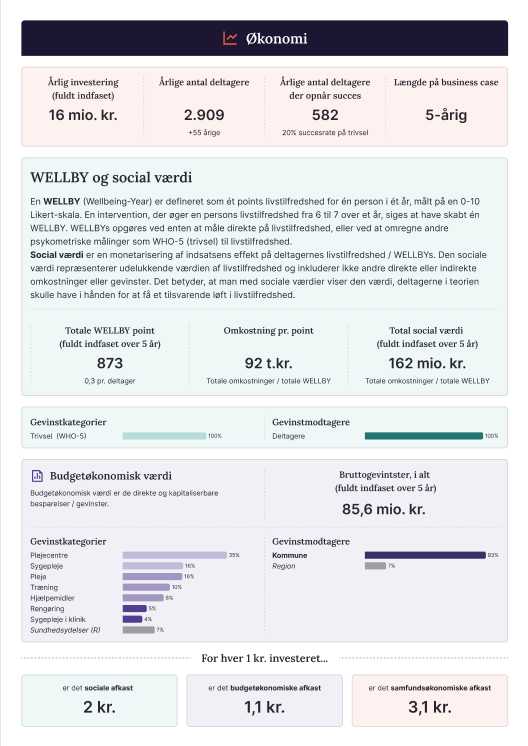 Økonomi
Årlig investering
(fuldt indfaset)
16 mio. kr.
Årlige antal deltagere
2.909
+55 årige
Årlige antal deltagere
der opnår succes
582
20% succesrate på trivsel
Længde på business case
5-årig
WELLBY og social værdi
En WELLBY (Wellbeing-Year) er defineret som ét points livstilfredshed for én person i ét år, målt på en 0-10
Likert-skala. En intervention, der øger en persons livstilfredshed fra 6 til 7 over et år, siges at have skabt én
WELLBY. WELLBYs opgøres ved enten at måle direkte på livstilfredshed, eller ved at omregne andre
psykometriske målinger som WHO-5 (trivsel) til livstilfredshed.
Social værdi er en monetarisering af indsatsens effekt på deltagernes livstilfredshed / WELLBYs. Den sociale
værdi repræsenterer udelukkende værdien af livstilfredshed og inkluderer ikke andre direkte eller indirekte
omkostninger eller gevinster. Det betyder, at man med sociale værdier viser den værdi, deltagerne i teorien
skulle have i hånden for at få et tilsvarende løft i livstilfredshed.
Totale WELLBY point
(fuldt indfaset over 5 år)
873
0,3 pr. deltager
Omkostning pr. point
92 t.kr.
Totale omkostninger / totale WELLBY
Total social værdi
(fuldt indfaset over 5 år)
162 mio. kr.
Totale omkostninger / totale WELLBY
Gevinstkategorier
Trivsel (WHO-5)
100%
Gevinstmodtagere
Deltagere
100%
Budgetøkonomisk værdi
Budgetøkonomisk værdi er de direkte og kapitaliserbare
besparelser / gevinster.
Bruttogevintster, i alt
(fuldt indfaset over 5 år)
85,6 mio. kr.
Gevinstkategorier
Plejecentre 35%
Sygepleje 16%
Pleje 16%
Træning 10%
Hjælpemidler 8%
Rengøring 5%
Sygepleje i klinik 4%
Sundhedsydelser (R) 7%
Gevinstmodtagere
Kommune 93%
Region 7%
For hver 1 kr. investeret...
er det sociale afkast
2 kr.
er det budgetøkonomiske afkast
1,1 kr.
er det samfundsøkonomiske afkast
3,1 kr.